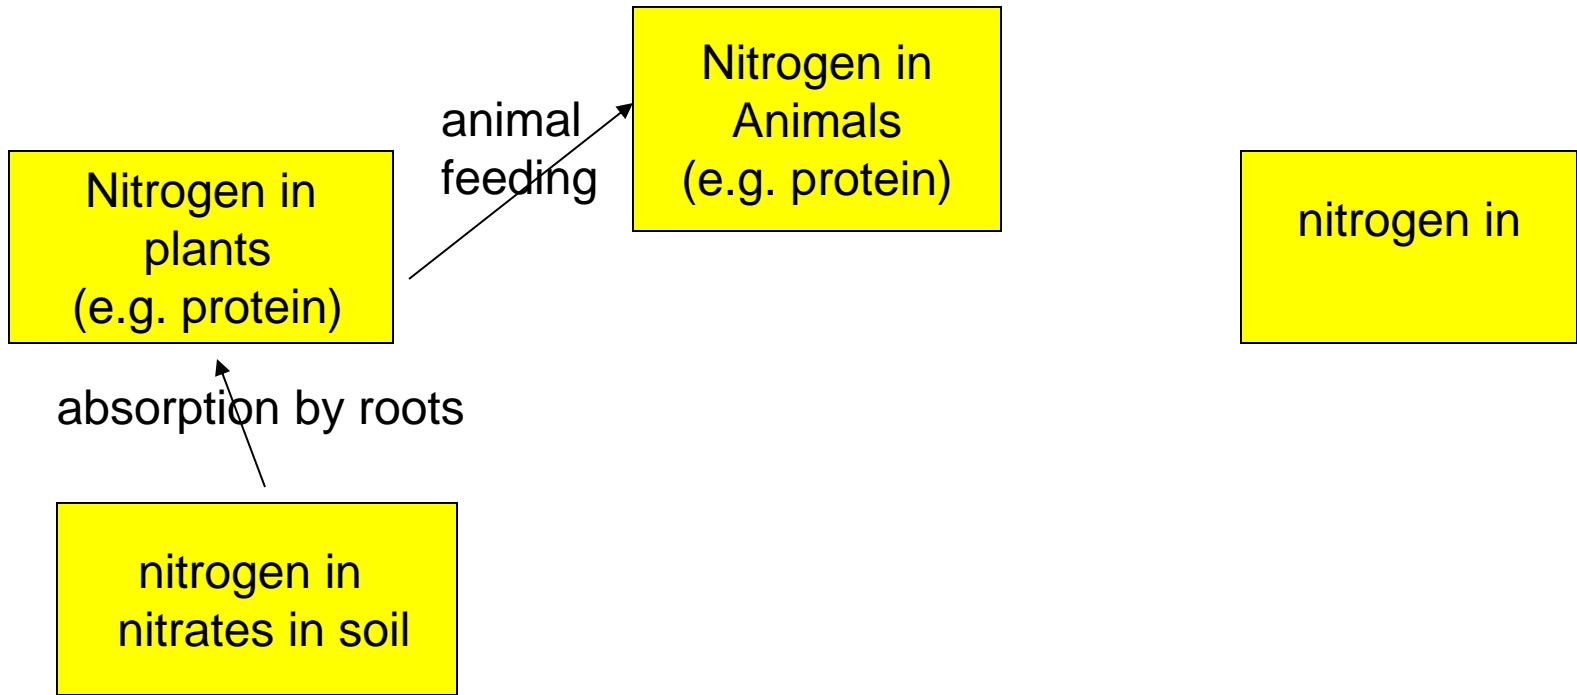 Nitrogen in
Animals
(e.g. protein)
animal
feeding
Nitrogen in
plants
(e.g. protein)
nitrogen in
absorption by roots
nitrogen in
nitrates in soil